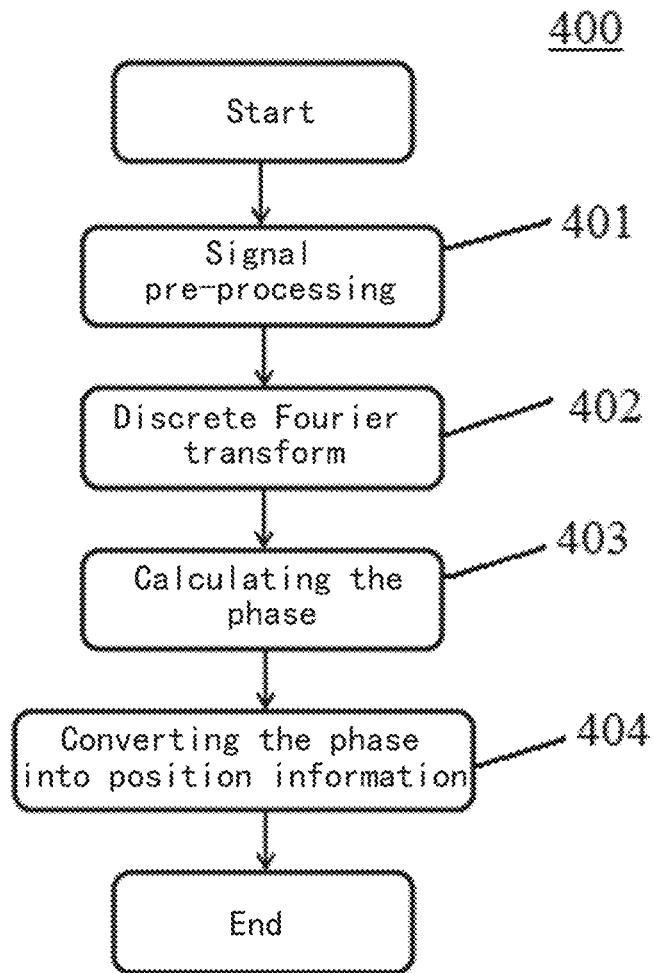 400
Start
Signal
pre-processing
401
Discrete Fourier
transform
402
Calculating the
phase
403
Converting the phase
into position information
404
End